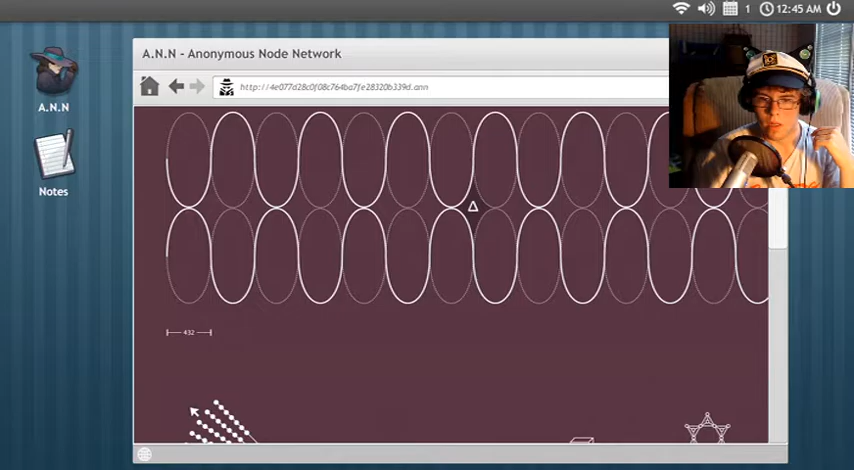 1 12:45 AM
A.N.N - Anonymous Node Network
http://4e077d28c0f08c764ba7fe28320b339d.ann
A.N.N
Notes
Δ
432